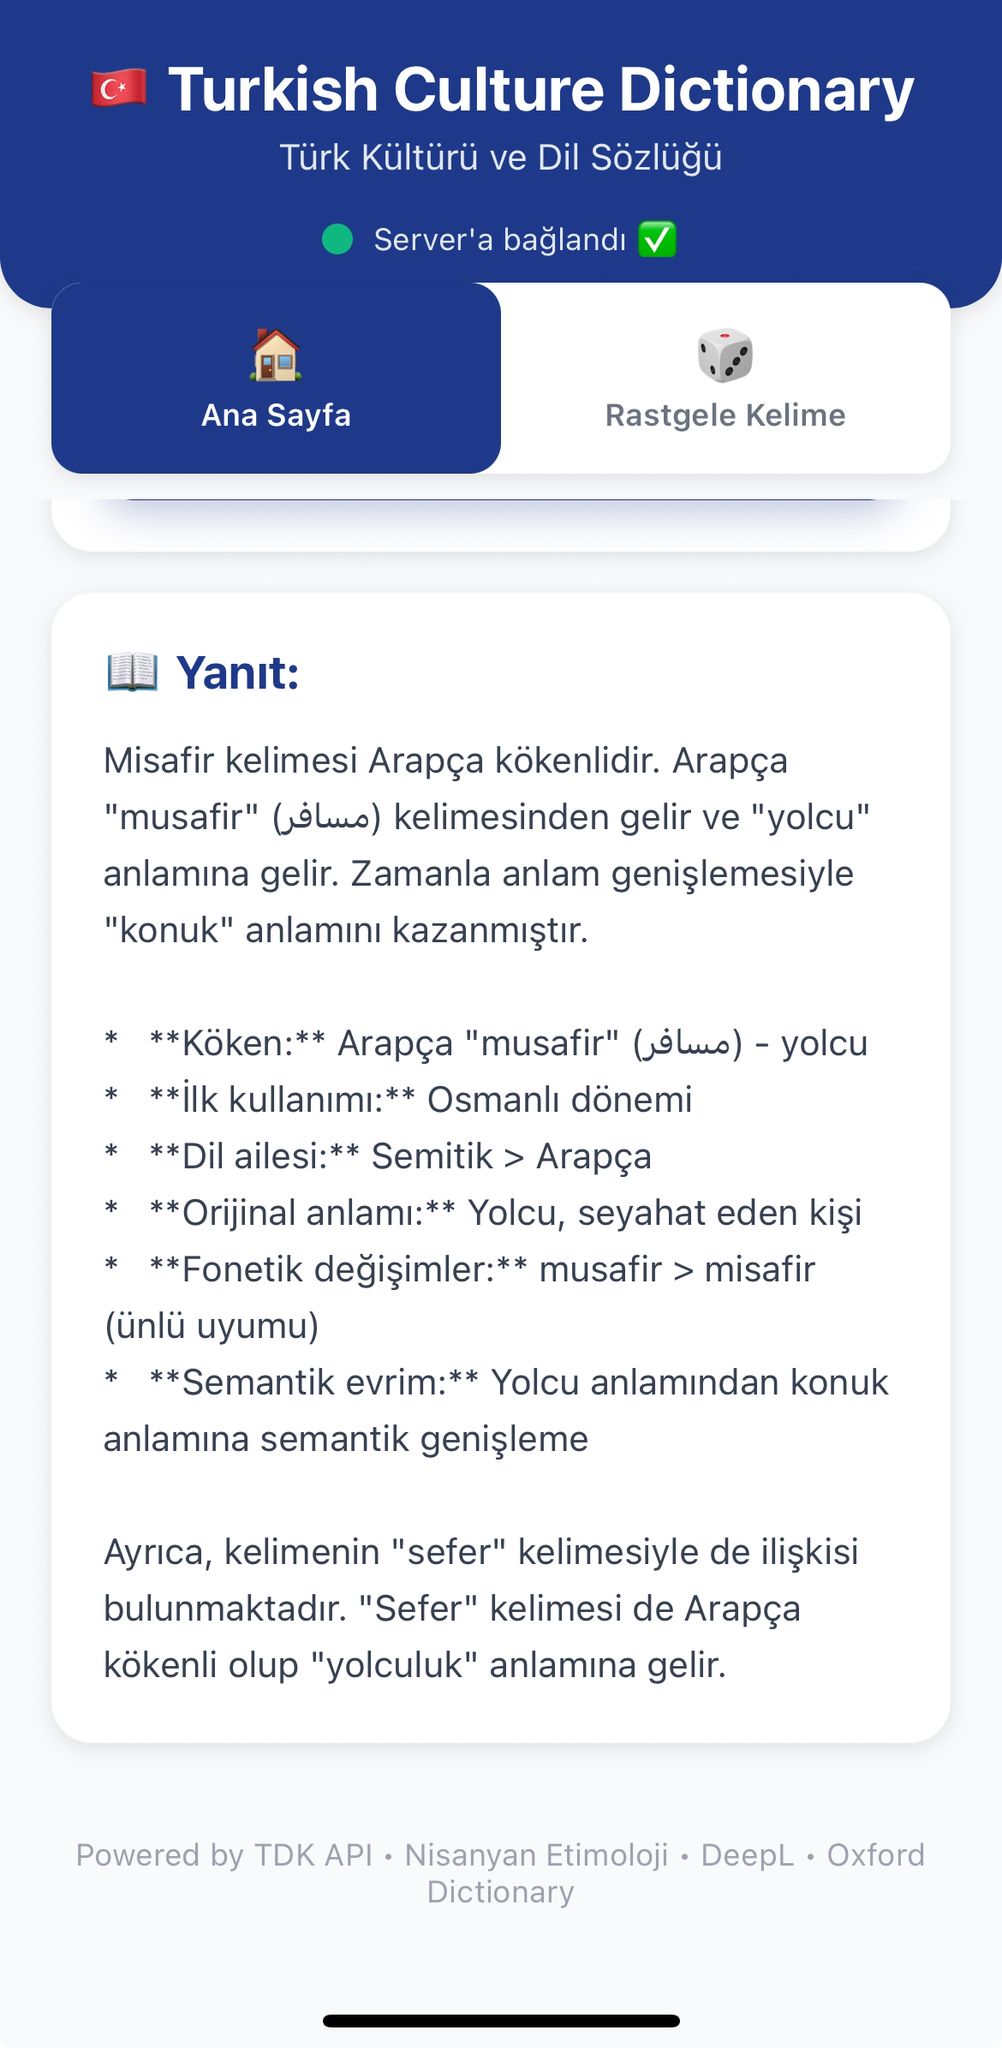 🇹🇷 Turkish Culture Dictionary
Türk Kültürü ve Dil Sözlüğü
Server'a bağlandı ✅
Ana Sayfa
Rastgele Kelime
📖 Yanıt:
Misafir kelimesi Arapça kökenlidir. Arapça
"musafir" (مسافر) kelimesinden gelir ve "yolcu"
anlamına gelir. Zamanla anlam genişlemesiyle
"konuk" anlamını kazanmıştır.
*   **Köken:** Arapça "musafir" (مسافر) - yolcu
*   **İlk kullanımı:** Osmanlı dönemi
*   **Dil ailesi:** Semitik > Arapça
*   **Orijinal anlamı:** Yolcu, seyahat eden kişi
*   **Fonetik değişimler:** musafir > misafir
(ünlü uyumu)
*   **Semantik evrim:** Yolcu anlamından konuk
anlamına semantik genişleme
Ayrıca, kelimenin "sefer" kelimesiyle de ilişkisi
bulunmaktadır. "Sefer" kelimesi de Arapça
kökenli olup "yolculuk" anlamına gelir.
Powered by TDK API • Nisanyan Etimoloji • DeepL • Oxford
Dictionary